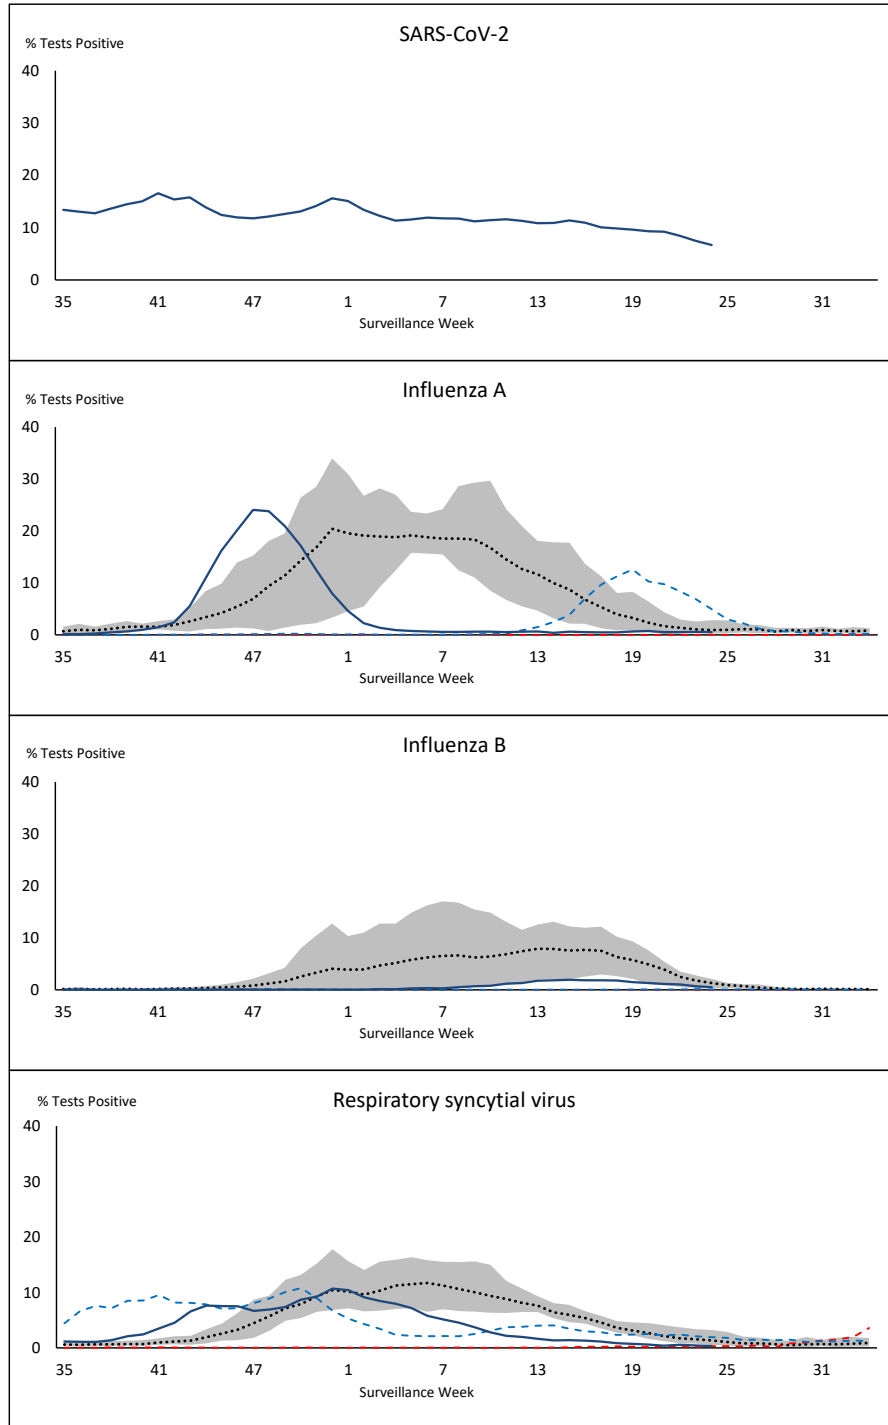 SARS-CoV-2
% Tests Positive
40
30
20
10
0
35 41 47 1 7 13 19 25 31
Surveillance Week
Influenza A
% Tests Positive
40
30
20
10
0
35 41 47 1 7 13 19 25 31
Surveillance Week
Influenza B
% Tests Positive
40
30
20
10
0
35 41 47 1 7 13 19 25 31
Surveillance Week
Respiratory syncytial virus
% Tests Positive
40
30
20
10
0
35 41 47 1 7 13 19 25 31
Surveillance Week